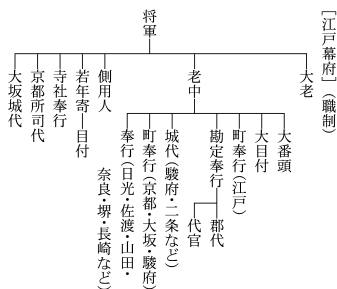 ［江戸幕府］（職制）
将軍
大老
老中
大番頭
大目付
町奉行（江戸）
勘定奉行
郡代
代官
城代（駿府・二条など）
町奉行（京都・大坂・駿府）
奉行（日光・佐渡・山田・
奈良・堺・長崎など）
側用人
若年寄
目付
寺社奉行
京都所司代
大坂城代